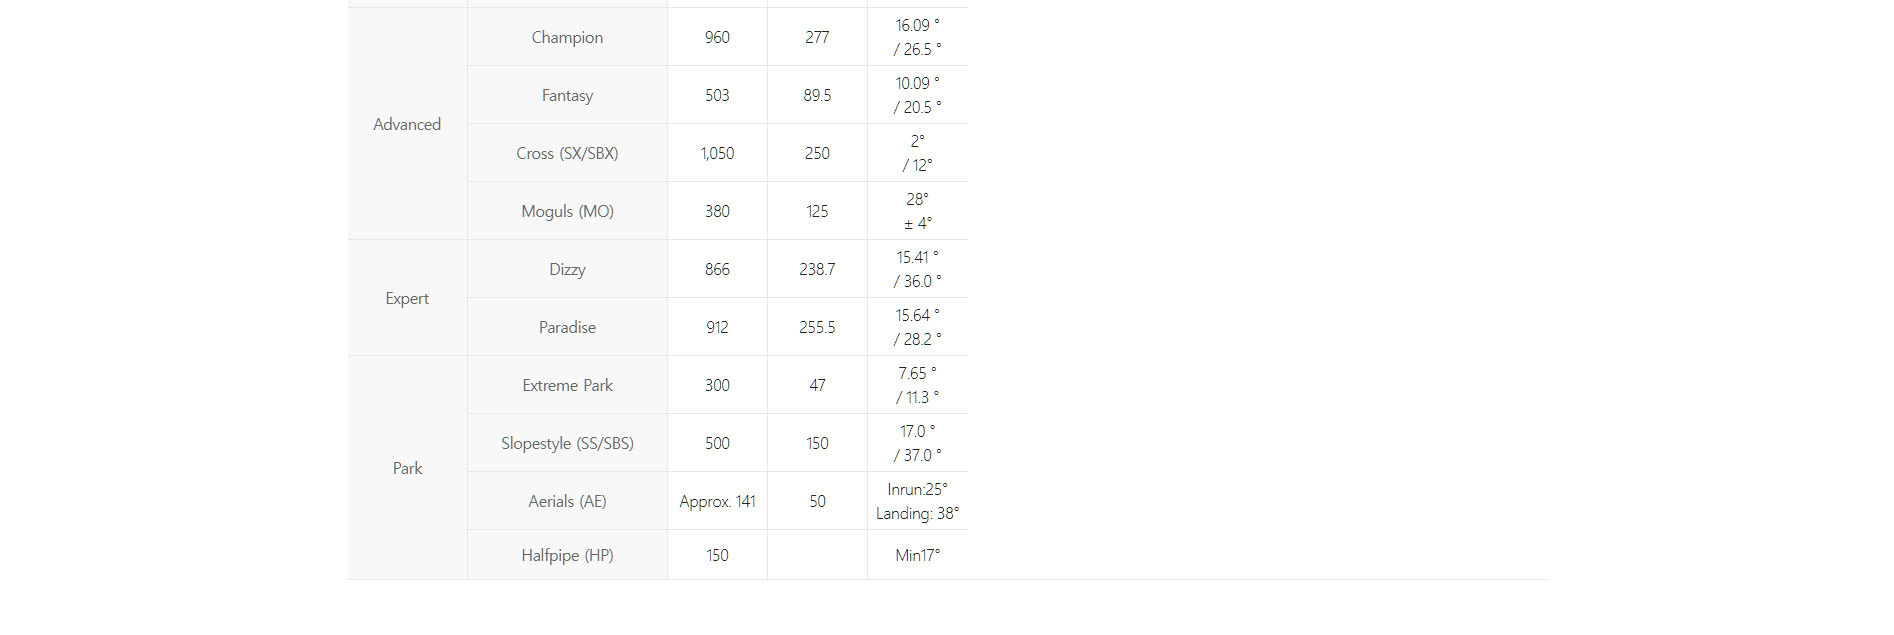 Advanced
Champion
960
277
16.09 °
/ 26.5 °
Fantasy
503
89.5
10.09 °
/ 20.5 °
Cross (SX/SBX)
1,050
250
2°
/ 12°
Moguls (MO)
380
125
28°
± 4°
Expert
Dizzy
866
238.7
15.41 °
/ 36.0 °
Paradise
912
255.5
15.64 °
/ 28.2 °
Park
Extreme Park
300
47
7.65 °
/ 11.3 °
Slopestyle (SS/SBS)
500
150
17.0 °
/ 37.0 °
Aerials (AE)
Approx. 141
50
Inrun:25°
Landing: 38°
Halfpipe (HP)
150
Min17°